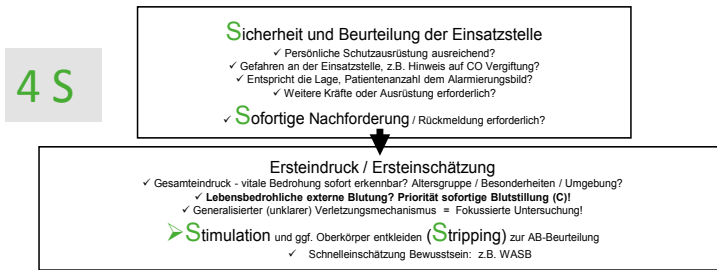 4 S
Sicherheit und Beurteilung der Einsatzstelle
✓ Persönliche Schutzausrüstung ausreichend?
✓ Gefahren an der Einsatzstelle, z.B. Hinweis auf CO Vergiftung?
✓ Entspricht die Lage, Patientenanzahl dem Alarmierungsbild?
✓ Weitere Kräfte oder Ausrüstung erforderlich?
✓ Sofortige Nachforderung / Rückmeldung erforderlich?
Ersteindruck / Ersteinschätzung
✓ Gesamteindruck - vitale Bedrohung sofort erkennbar? Altersgruppe / Besonderheiten / Umgebung?
✓ Lebensbedrohliche externe Blutung? Priorität sofortige Blutstillung (C)!
✓ Generalisierter (unklarer) Verletzungsmechanismus = Fokussierte Untersuchung!
➢ Stimulation und ggf. Oberkörper entkleiden (Stripping) zur AB-Beurteilung
✓ Schnelleinschätzung Bewusstsein: z.B. WASB